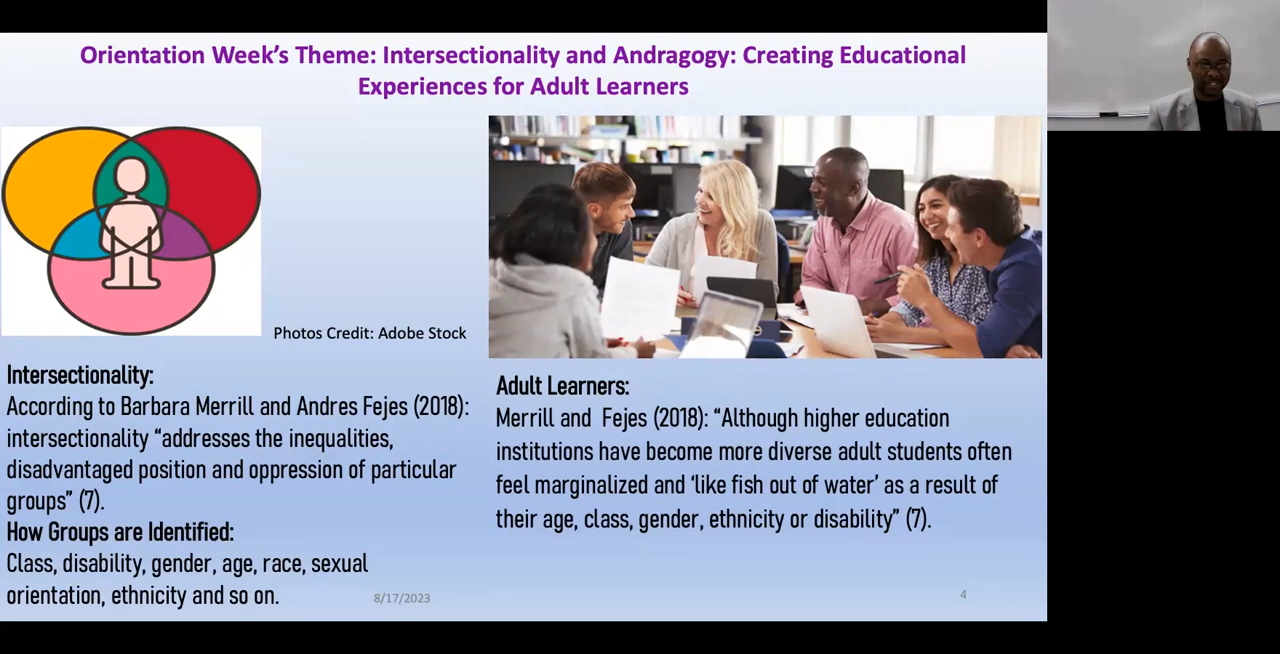 Orientation Week's Theme: Intersectionality and Andragogy: Creating Educational
Experiences for Adult Learners
Photos Credit: Adobe Stock
Intersectionality:
According to Barbara Merrill and Andres Fejes (2018):
intersectionality “addresses the inequalities,
disadvantaged position and oppression of particular
groups” (7).
How Groups are Identified:
Class, disability, gender, age, race, sexual
orientation, ethnicity and so on.
Adult Learners:
Merrill and Fejes (2018): “Although higher education
institutions have become more diverse adult students often
feel marginalized and ‘like fish out of water’ as a result of
their age, class, gender, ethnicity or disability” (7).
8/17/2023
4